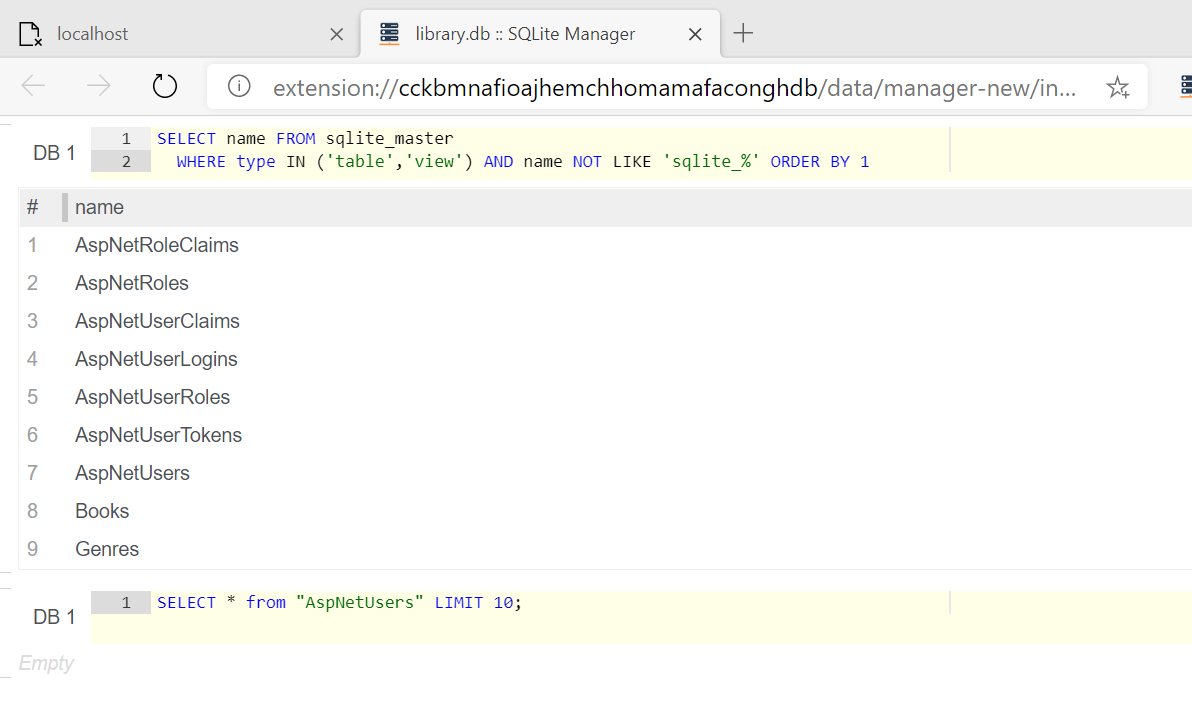 localhost
library.db :: SQLite Manager
extension://cckbmnafioajhemchhomamafaconghdb/data/manager-new/in...
DB 1
1 SELECT name FROM sqlite_master
2 WHERE type IN ('table','view') AND name NOT LIKE 'sqlite_%' ORDER BY 1
# name
1 AspNetRoleClaims
2 AspNetRoles
3 AspNetUserClaims
4 AspNetUserLogins
5 AspNetUserRoles
6 AspNetUserTokens
7 AspNetUsers
8 Books
9 Genres
DB 1
1 SELECT * from "AspNetUsers" LIMIT 10;
Empty